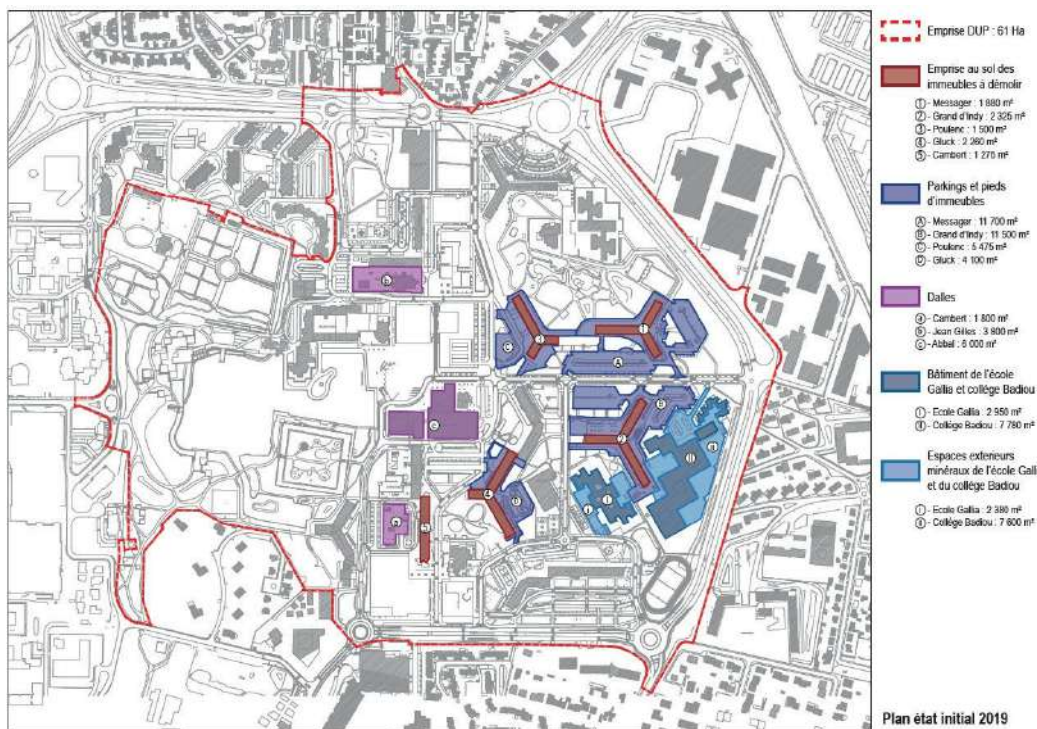 Emprise DUP : 61 Ha
Emprise au sol des
immeubles à démolir
① - Messager : 1 880 m²
② - Grand d'Indy : 2 325 m²
③ - Poulenc : 1 500 m²
④ - Gluck : 2 260 m²
⑤ - Cambert : 1 275 m²
Parkings et pieds
d'immeubles
Ⓐ - Messager : 11 700 m²
Ⓑ - Grand d'Indy : 11 500 m²
Ⓒ - Poulenc : 5 475 m²
Ⓓ - Gluck : 4 100 m²
Dalles
ⓐ - Cambert : 1 800 m²
ⓑ - Jean Gilles : 3 800 m²
ⓒ - Abbal : 6 000 m²
Bâtiment de l'école
Gallia et collège Badiou
Ⓘ - Ecole Gallia : 2 950 m²
Ⓘ︎Ⓘ - Collège Badiou : 7 780 m²
Espaces exterieurs
minéraux de l'école Galli
et du collège Badiou
ⓘ - Ecole Gallia : 2 380 m²
ⓘⓘ - Collège Badiou : 7 600 m²
Plan état initial 2019